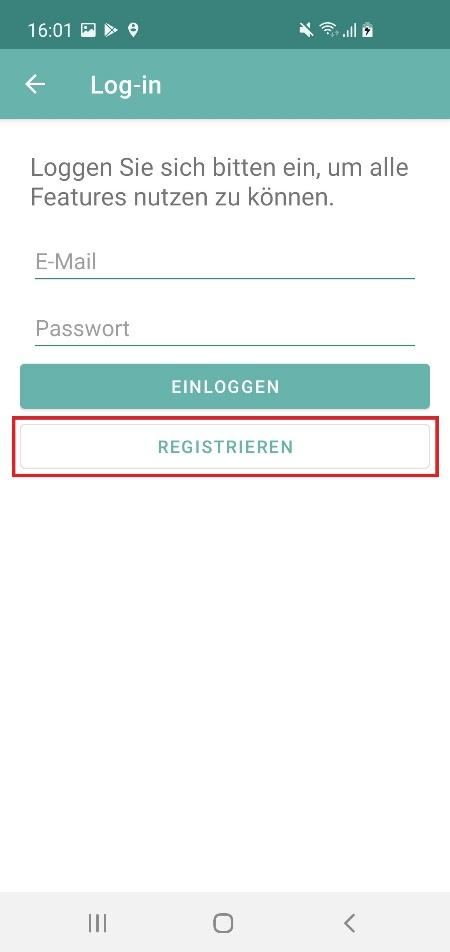 16:01
Log-in
Loggen Sie sich bitten ein, um alle
Features nutzen zu können.
E-Mail
Passwort
EINLOGGEN
REGISTRIEREN